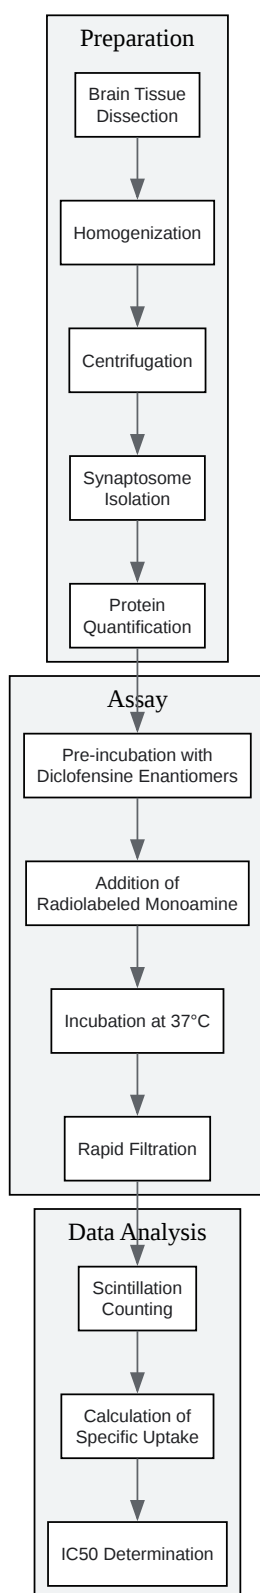 Preparation
Brain Tissue
Dissection
Homogenization
Centrifugation
Synaptosome
Isolation
Protein
Quantification
Assay
Pre-incubation with
Diclofensine Enantiomers
Addition of
Radiolabeled Monoamine
Incubation at 37°C
Rapid Filtration
Data Analysis
Scintillation
Counting
Calculation of
Specific Uptake
IC50 Determination